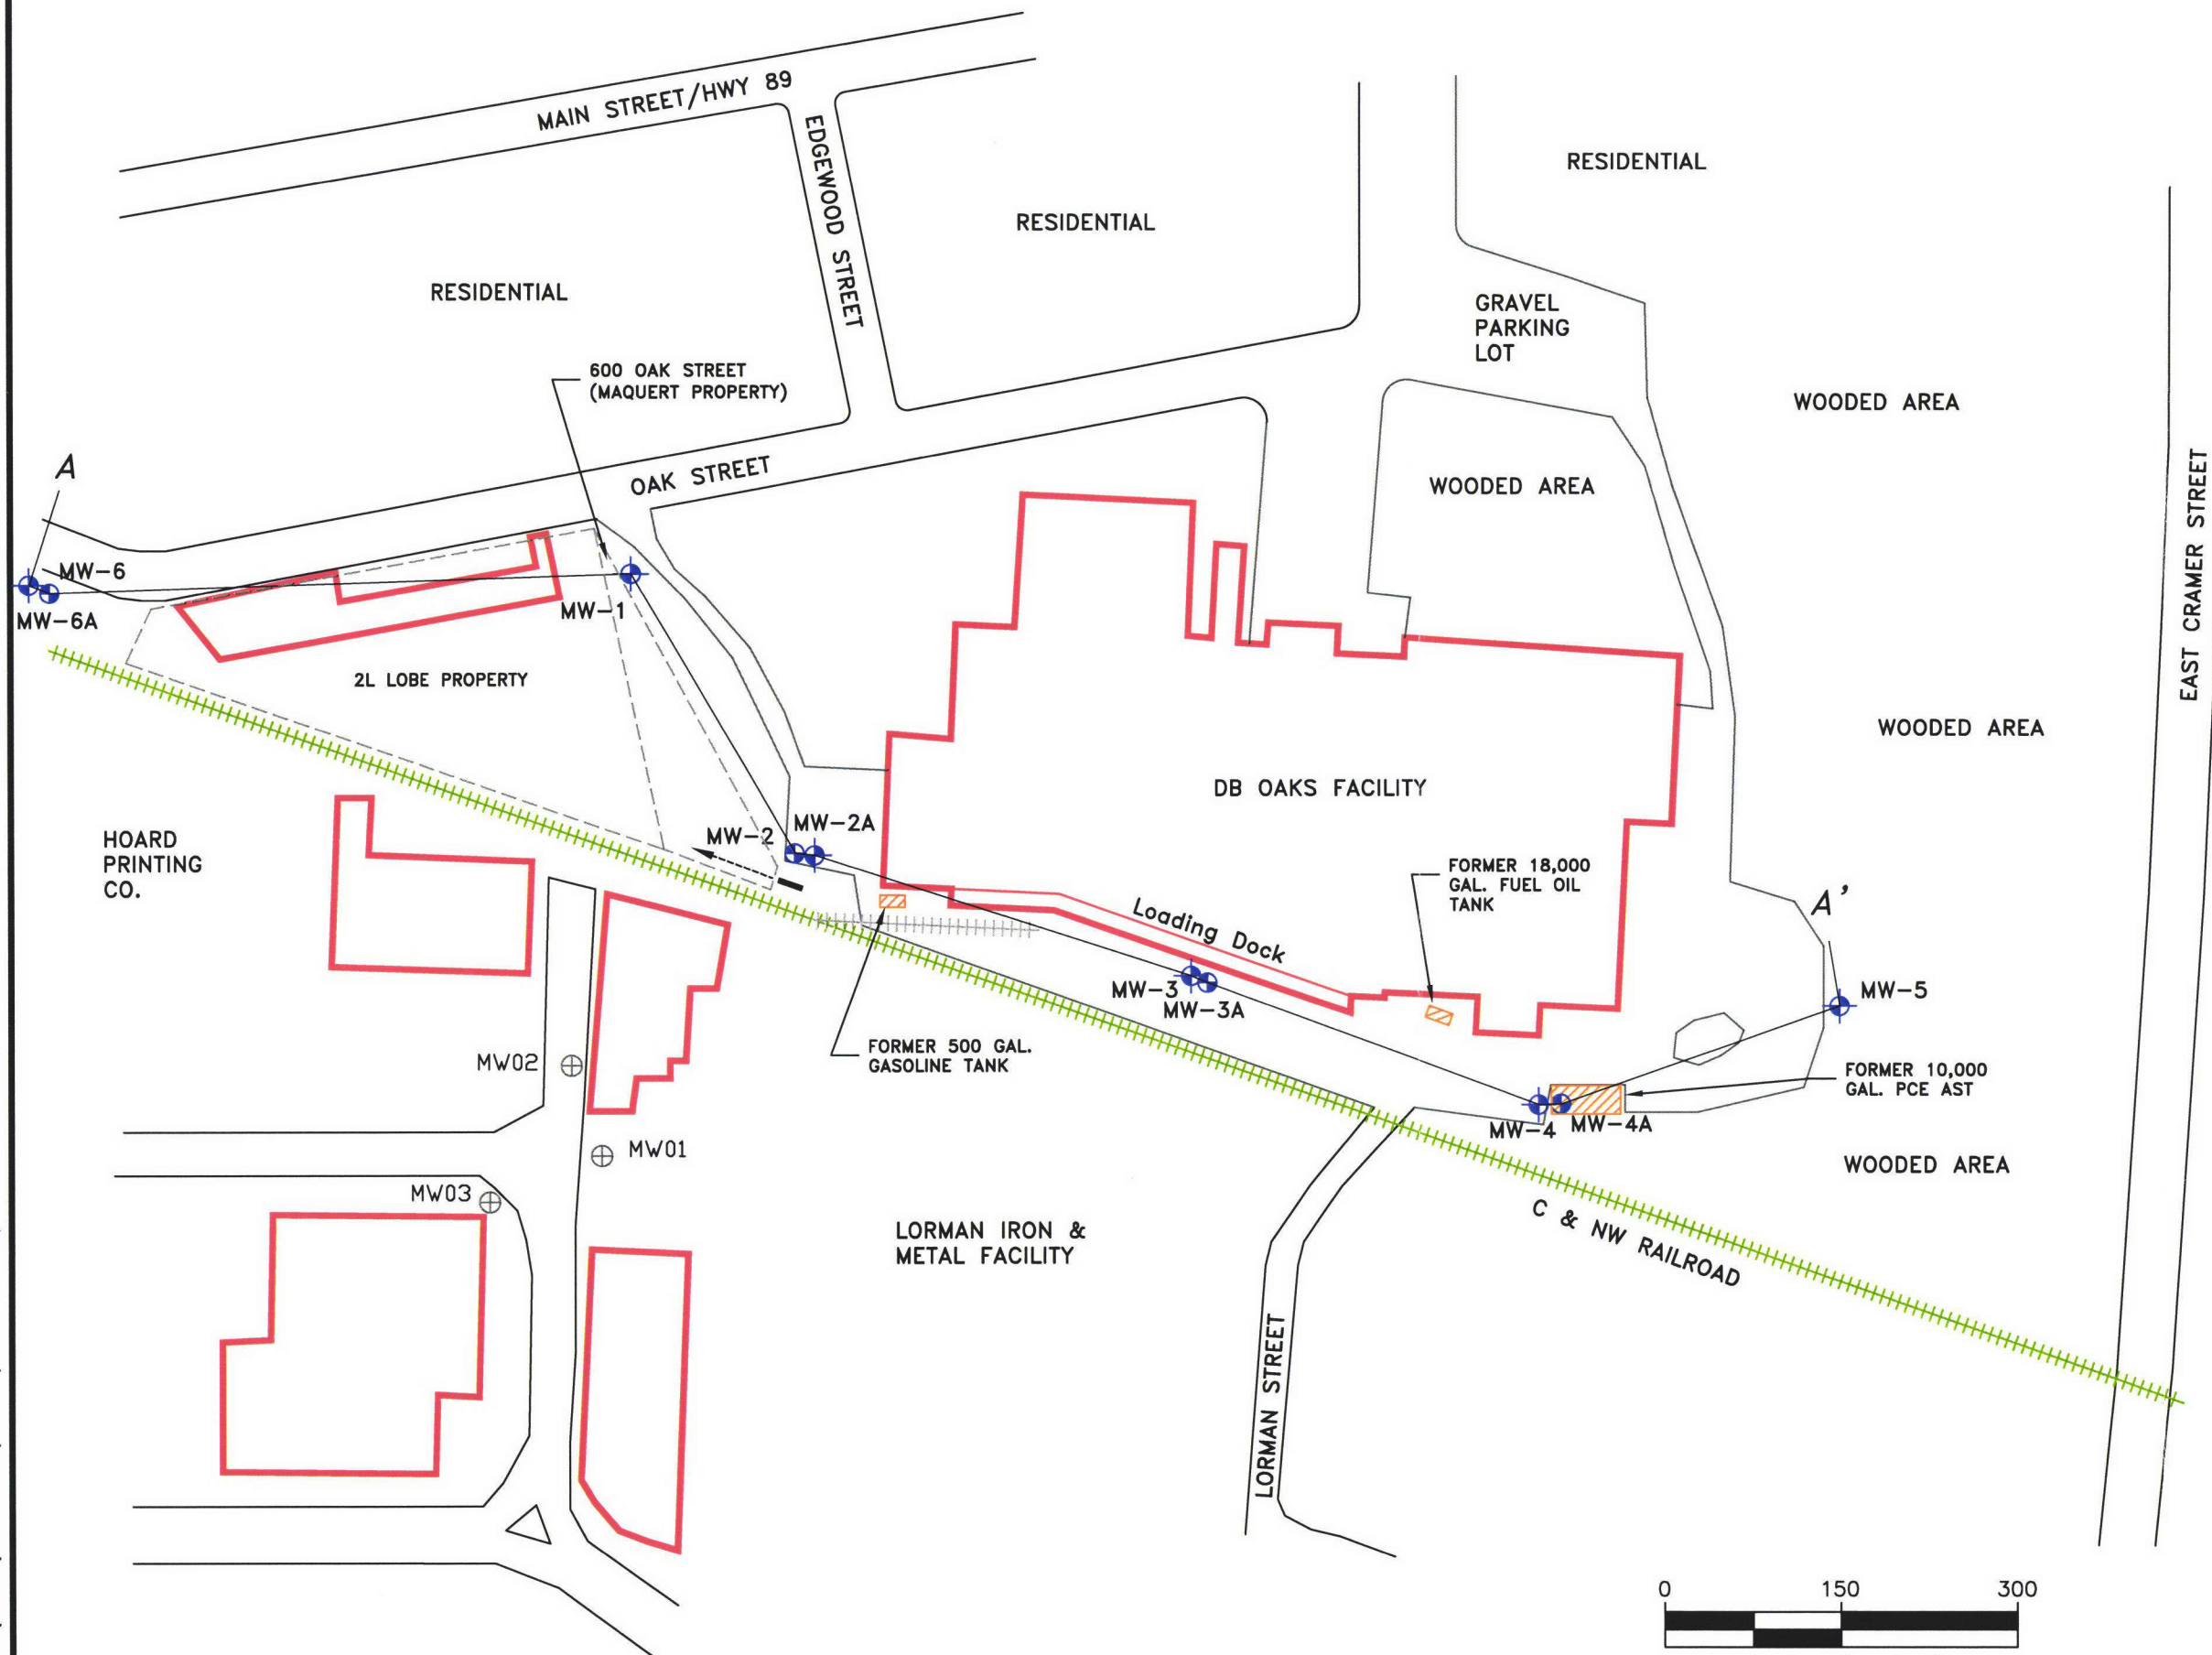 MAIN STREET/HWY 89
EDGEWOOD STREET
RESIDENTIAL
RESIDENTIAL
RESIDENTIAL
GRAVEL
PARKING
LOT
600 OAK STREET
(MAQUERT PROPERTY)
WOODED AREA
OAK STREET
WOODED AREA
EAST CRAMER STREET
A
MW-6
MW-6A
MW-1
2L LOBE PROPERTY
WOODED AREA
DB OAKS FACILITY
HOARD
PRINTING
CO.
MW-2
MW-2A
FORMER 18,000
GAL. FUEL OIL
TANK
A'
Loading Dock
MW-3
MW-3A
MW-5
FORMER 500 GAL.
GASOLINE TANK
MW02
FORMER 10,000
GAL. PCE AST
MW-4
MW-4A
MW01
WOODED AREA
MW03
LORMAN IRON &
METAL FACILITY
C & NW RAILROAD
LORMAN STREET
0 150 300